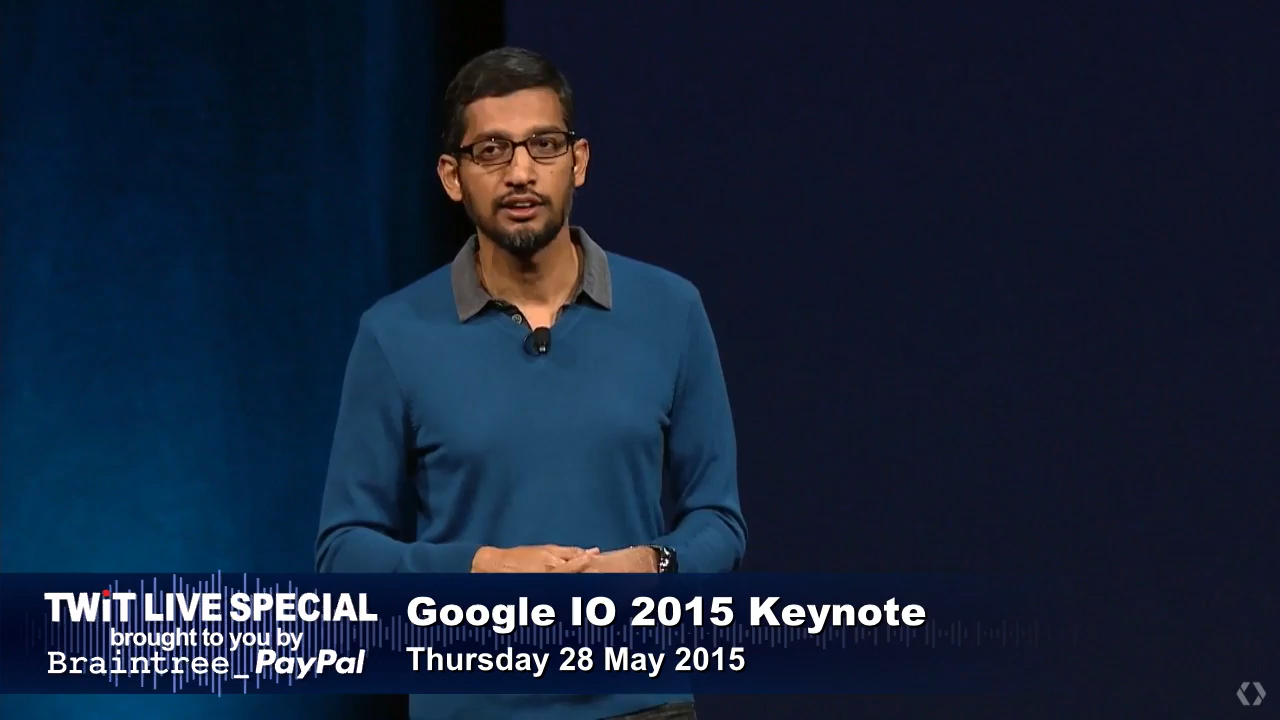 TWiT LIVE SPECIAL
brought to you by
Braintree_PayPal
Google IO 2015 Keynote
Thursday 28 May 2015